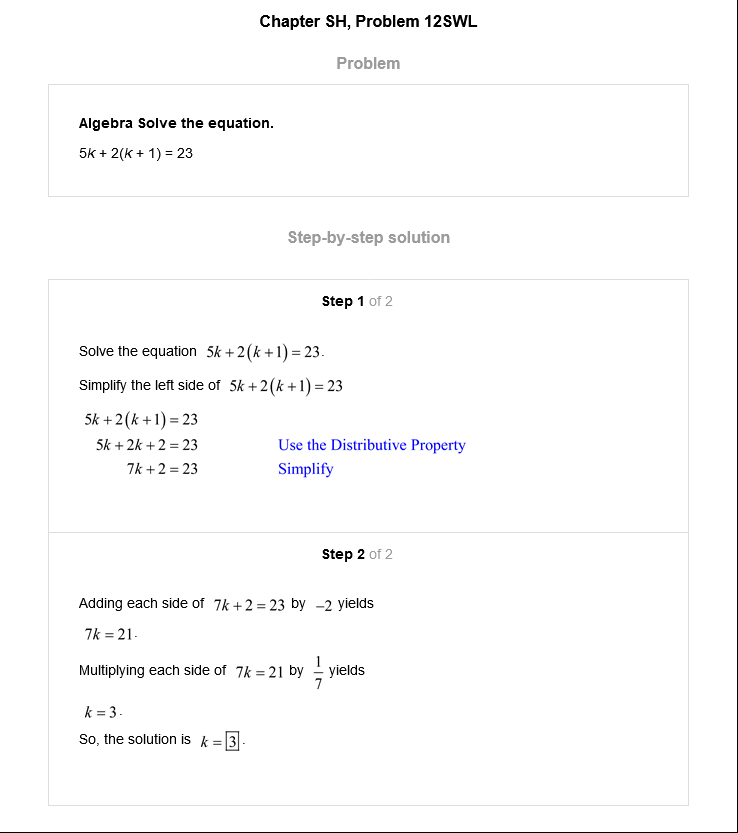 Chapter SH, Problem 12SWL
Problem
Algebra Solve the equation.
5k + 2(k + 1) = 23
Step-by-step solution
Step 1 of 2
Solve the equation 5k + 2(k + 1) = 23.
Simplify the left side of 5k + 2(k + 1) = 23
5k + 2(k + 1) = 23
5k + 2k + 2 = 23 Use the Distributive Property
7k + 2 = 23 Simplify
Step 2 of 2
Adding each side of 7k + 2 = 23 by −2 yields
7k = 21.
Multiplying each side of 7k = 21 by 1/7 yields
k = 3.
So, the solution is k = 3.